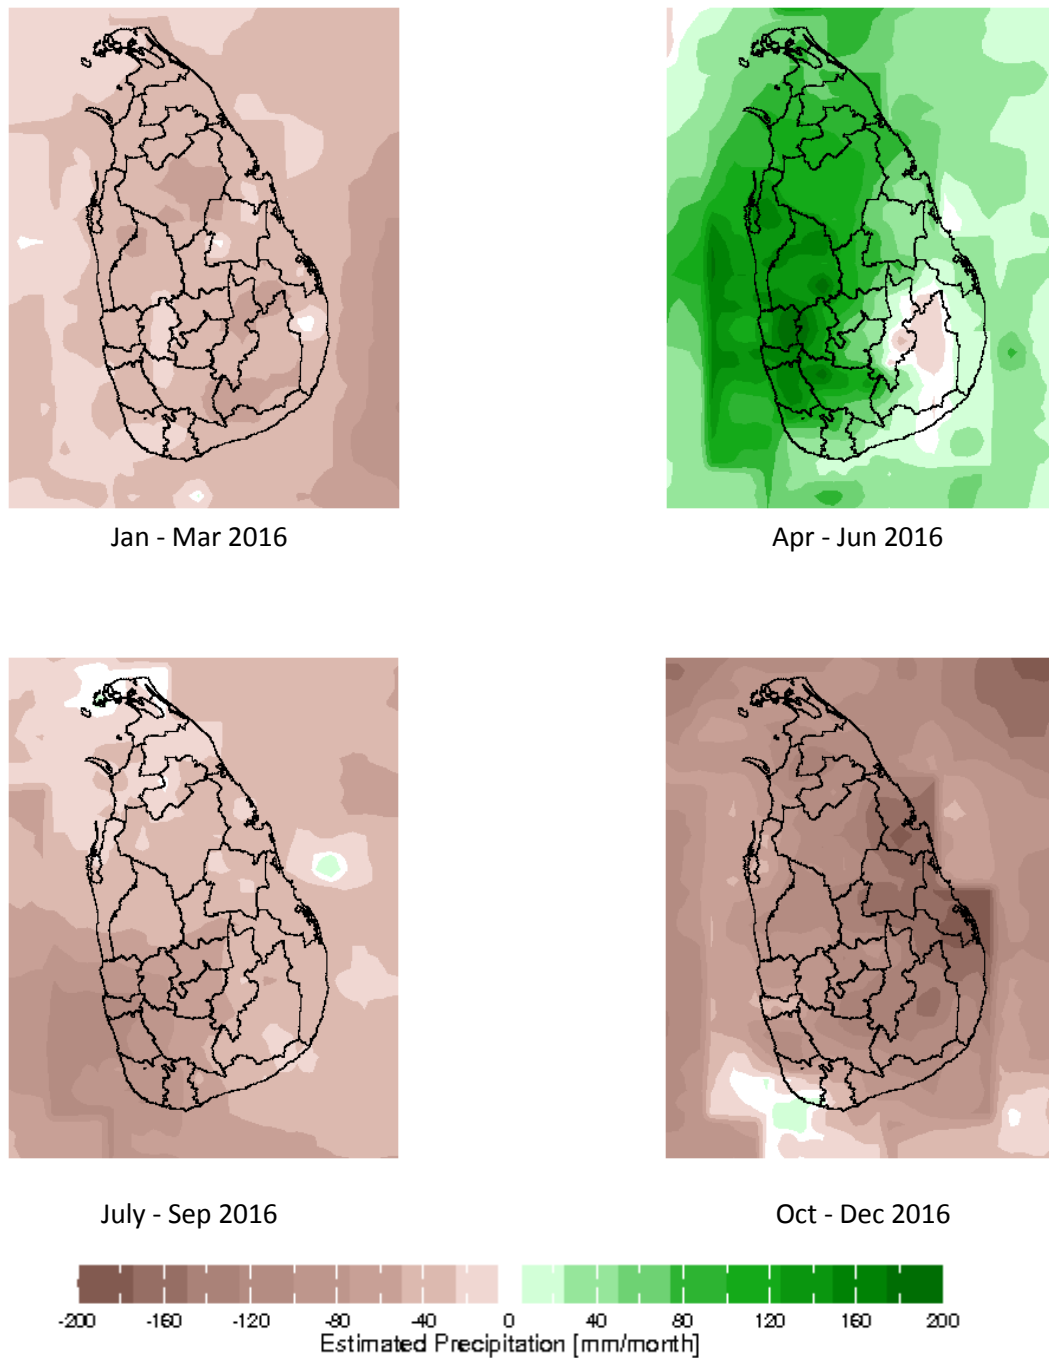 Jan - Mar 2016
Apr - Jun 2016
July - Sep 2016
Oct - Dec 2016
-200 -160 -120 -80 -40 0 40 80 120 160 200
Estimated Precipitation [mm/month]